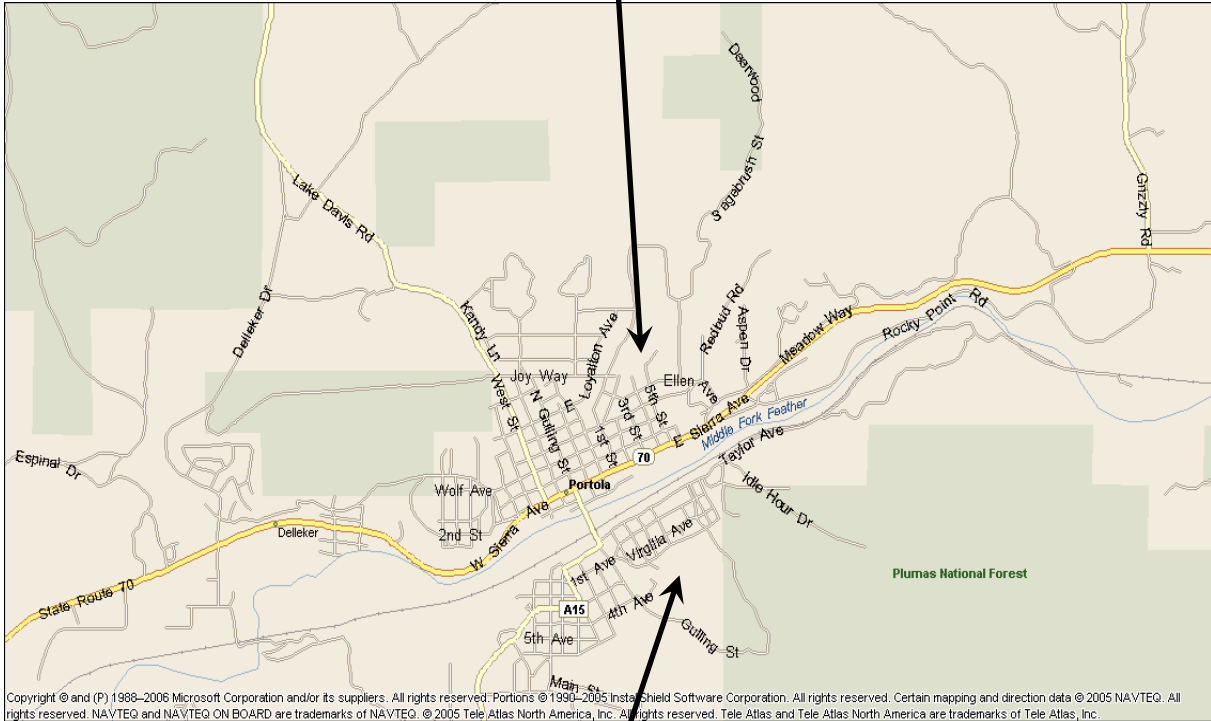 Deerwood
Sagebrush St
Grizzly Rd
Lake Davis Rd
Delleker Dr
Kandy Ln
Loyalton Ave
Redbud Rd
Aspen Dr
Meadow Way
Rocky Point Rd
Joy Way
Ellen Ave
West St
N Gulling St
E 1st St
3rd St
5th St
E Sierra Ave
Middle Fork Feather
70
Taylor Ave
Espinal Dr
Wolf Ave
Portola
Idle Hour Dr
Delleker
2nd St
W Sierra Ave
Virgilia Ave
1st Ave
State Route 70
Plumas National Forest
A15
4th Ave
5th Ave
Gulling St
Main St
Copyright © and (P) 1988–2006 Microsoft Corporation and/or its suppliers. All rights reserved. Portions © 1990–2005 InstallShield Software Corporation. All rights reserved. Certain mapping and direction data © 2005 NAVTEQ. All
rights reserved. NAVTEQ and NAVTEQ ON BOARD are trademarks of NAVTEQ. © 2005 Tele Atlas North America, Inc. All rights reserved. Tele Atlas and Tele Atlas North America are trademarks of Tele Atlas, Inc.